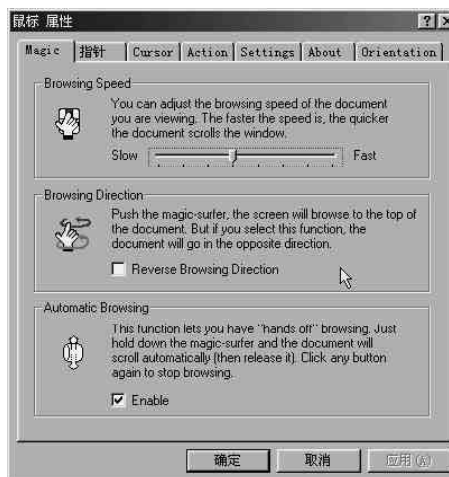 鼠标 属性
Magic 指针 Cursor Action Settings About Orientation
Browsing Speed
You can adjust the browsing speed of the document
you are viewing. The faster the speed is, the quicker
the document scrolls the window.
Slow Fast
Browsing Direction
Push the magic-surfer, the screen will browse to the top of
the document. But if you select this function, the
document will go in the opposite direction.
Reverse Browsing Direction
Automatic Browsing
This function lets you have "hands off" browsing. Just
hold down the magic-surfer and the document will
scroll automatically (then release it). Click any button
again to stop browsing.
Enable
确定 取消 应用(A)